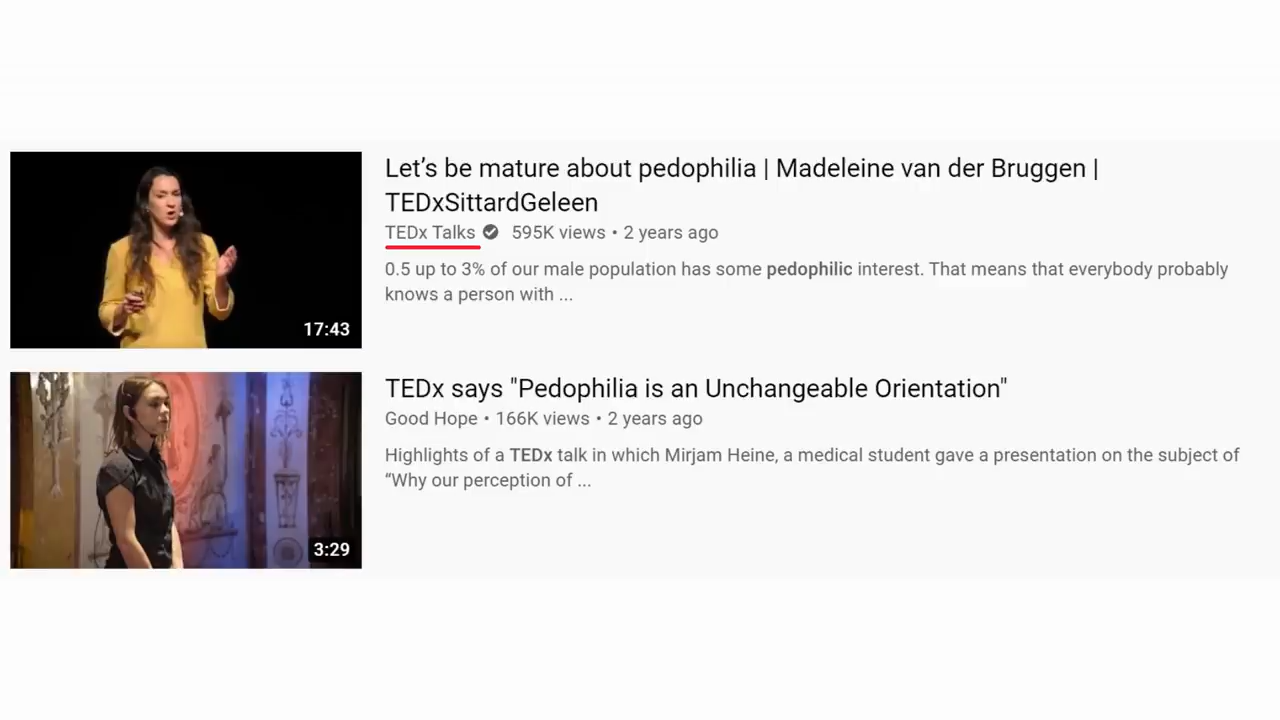 Let’s be mature about pedophilia | Madeleine van der Bruggen |
TEDxSittardGeleen
TEDx Talks 595K views • 2 years ago
0.5 up to 3% of our male population has some pedophilic interest. That means that everybody probably
knows a person with ...
17:43
TEDx says "Pedophilia is an Unchangeable Orientation"
Good Hope • 166K views • 2 years ago
Highlights of a TEDx talk in which Mirjam Heine, a medical student gave a presentation on the subject of
“Why our perception of ...
3:29